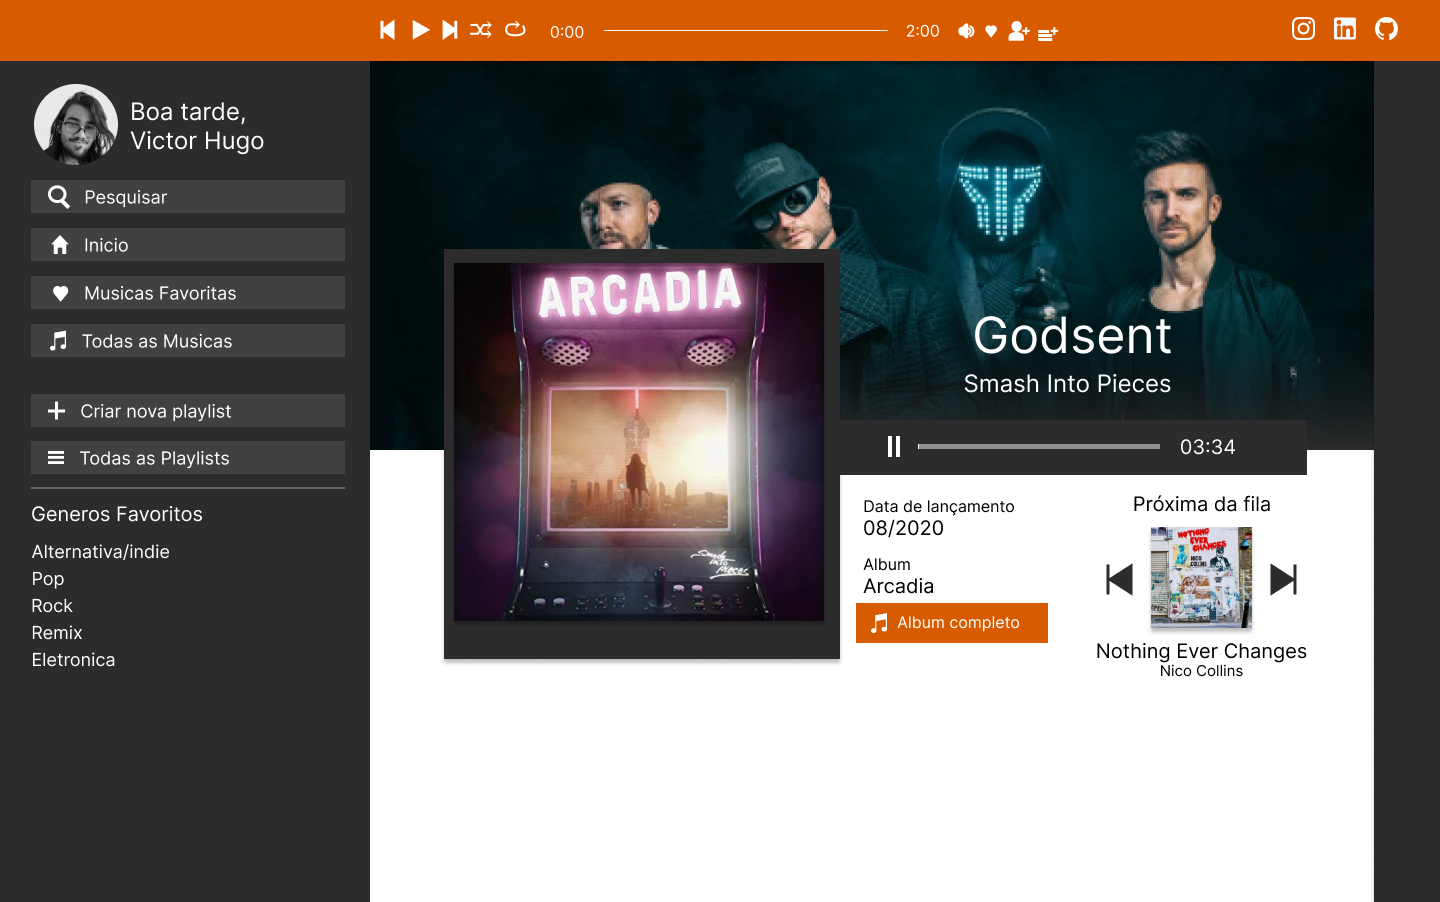 0:00
2:00
Boa tarde,
Victor Hugo
Pesquisar
Inicio
Musicas Favoritas
Todas as Musicas
Criar nova playlist
Todas as Playlists
Generos Favoritos
Alternativa/indie
Pop
Rock
Remix
Eletronica
ARCADIA
Smash
Into
Pieces
Godsent
Smash Into Pieces
03:34
Data de lançamento
08/2020
Album
Arcadia
Album completo
Próxima da fila
NOTHING
EVER
CHANGES
NICO
COLLINS
Nothing Ever Changes
Nico Collins